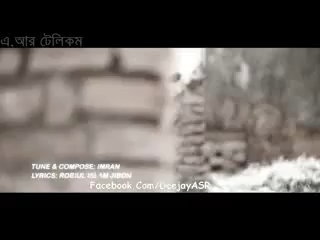 এ,আর টেলিকম
TUNE & COMPOSE: IMRAN
LYRICS: ROBIUL ISLAM JIBON
Facebook.Com/DeejayASR